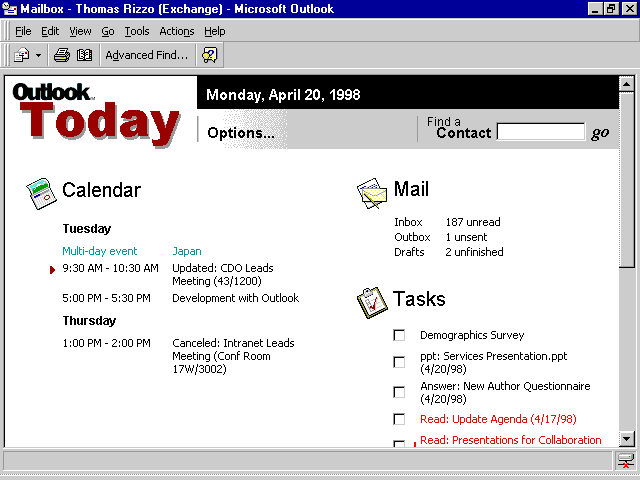 Mailbox - Thomas Rizzo (Exchange) - Microsoft Outlook
File Edit View Go Tools Actions Help
Advanced Find...
Outlook™
Today
Monday, April 20, 1998
Options...
Find a
Contact go
Calendar
Tuesday
Multi-day event Japan
9:30 AM - 10:30 AM Updated: CDO Leads
Meeting (43/1200)
5:00 PM - 5:30 PM Development with Outlook
Thursday
1:00 PM - 2:00 PM Canceled: Intranet Leads
Meeting (Conf Room
17W/3002)
Mail
Inbox 187 unread
Outbox 1 unsent
Drafts 2 unfinished
Tasks
Demographics Survey
ppt: Services Presentation.ppt
(4/20/98)
Answer: New Author Questionnaire
(4/20/98)
Read: Update Agenda (4/17/98)
Read: Presentations for Collaboration